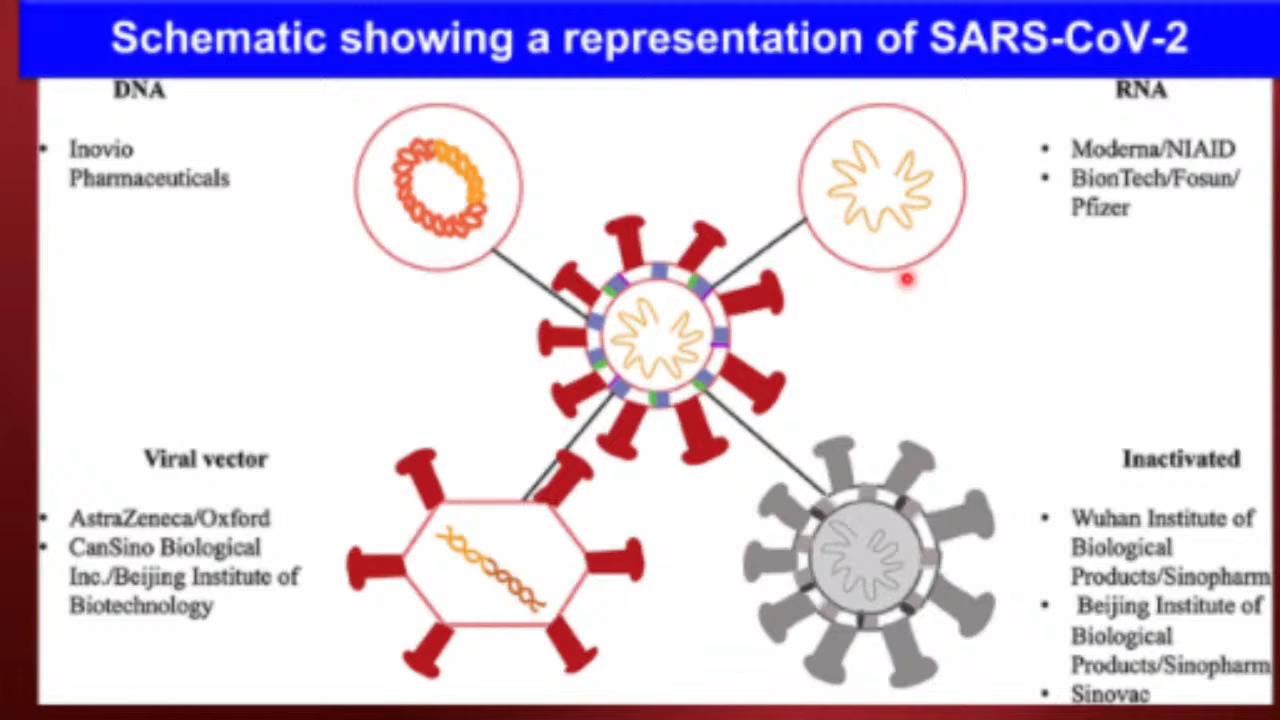 Schematic showing a representation of SARS-CoV-2
DNA
• Inovio
Pharmaceuticals
RNA
• Moderna/NIAID
• BionTech/Fosun/
Pfizer
Viral vector
• AstraZeneca/Oxford
• CanSino Biological
Inc./Beijing Institute of
Biotechnology
Inactivated
• Wuhan Institute of
Biological
Products/Sinopharm
• Beijing Institute of
Biological
Products/Sinopharm
• Sinovac